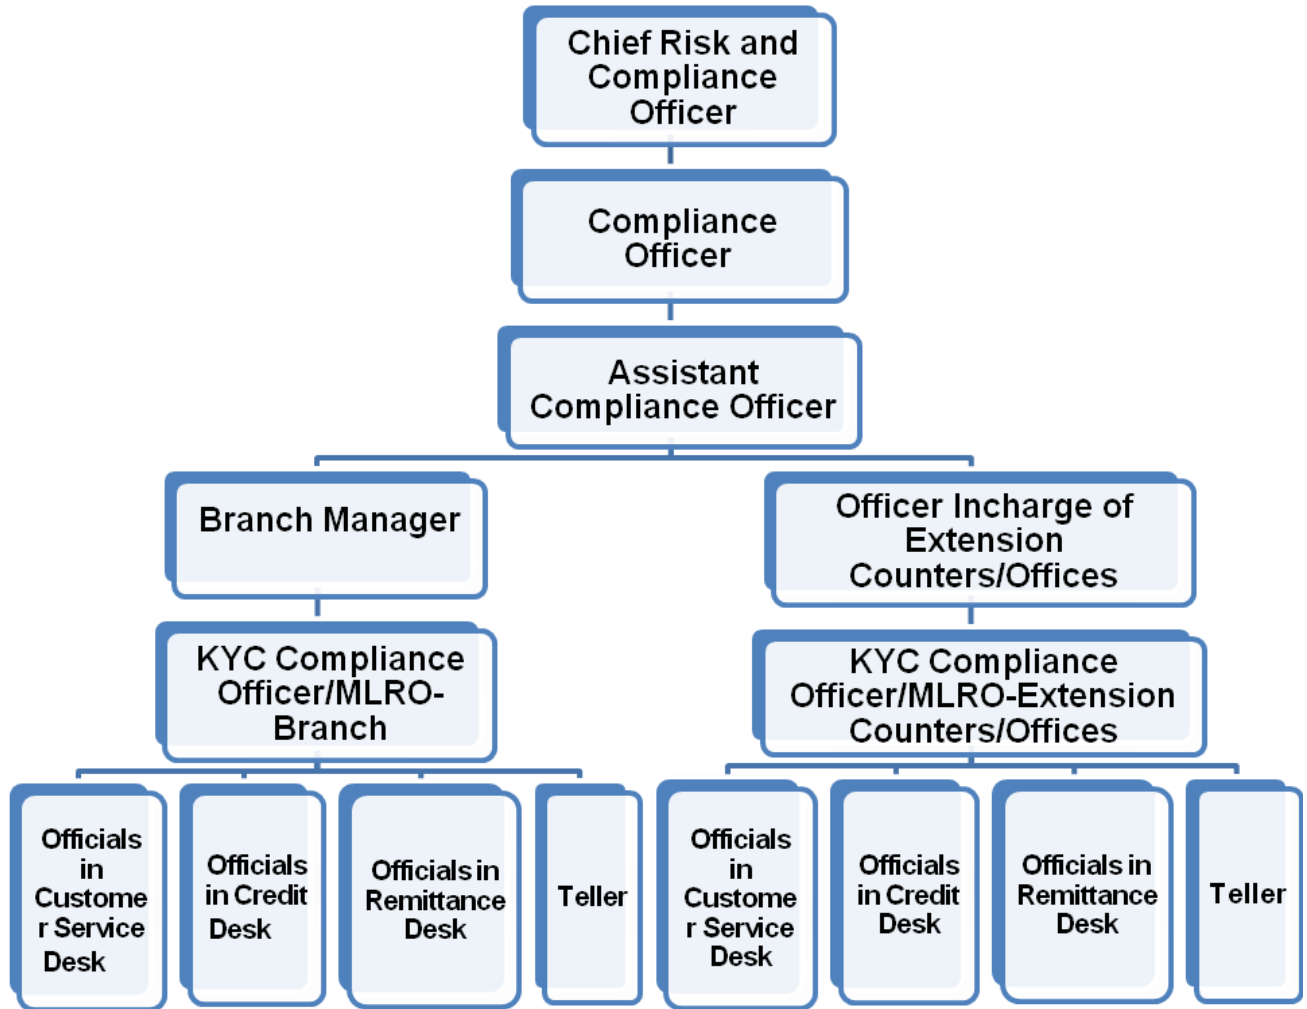 Chief Risk and
Compliance
Officer
Compliance
Officer
Assistant
Compliance Officer
Branch Manager
Officer Incharge of
Extension
Counters/Offices
KYC Compliance
Officer/MLRO-
Branch
KYC Compliance
Officer/MLRO-Extension
Counters/Offices
Officials
in
Custome
r Service
Desk
Officials
in Credit
Desk
Officials in
Remittance
Desk
Teller
Officials
in
Custome
r Service
Desk
Officials
in Credit
Desk
Officials in
Remittance
Desk
Teller